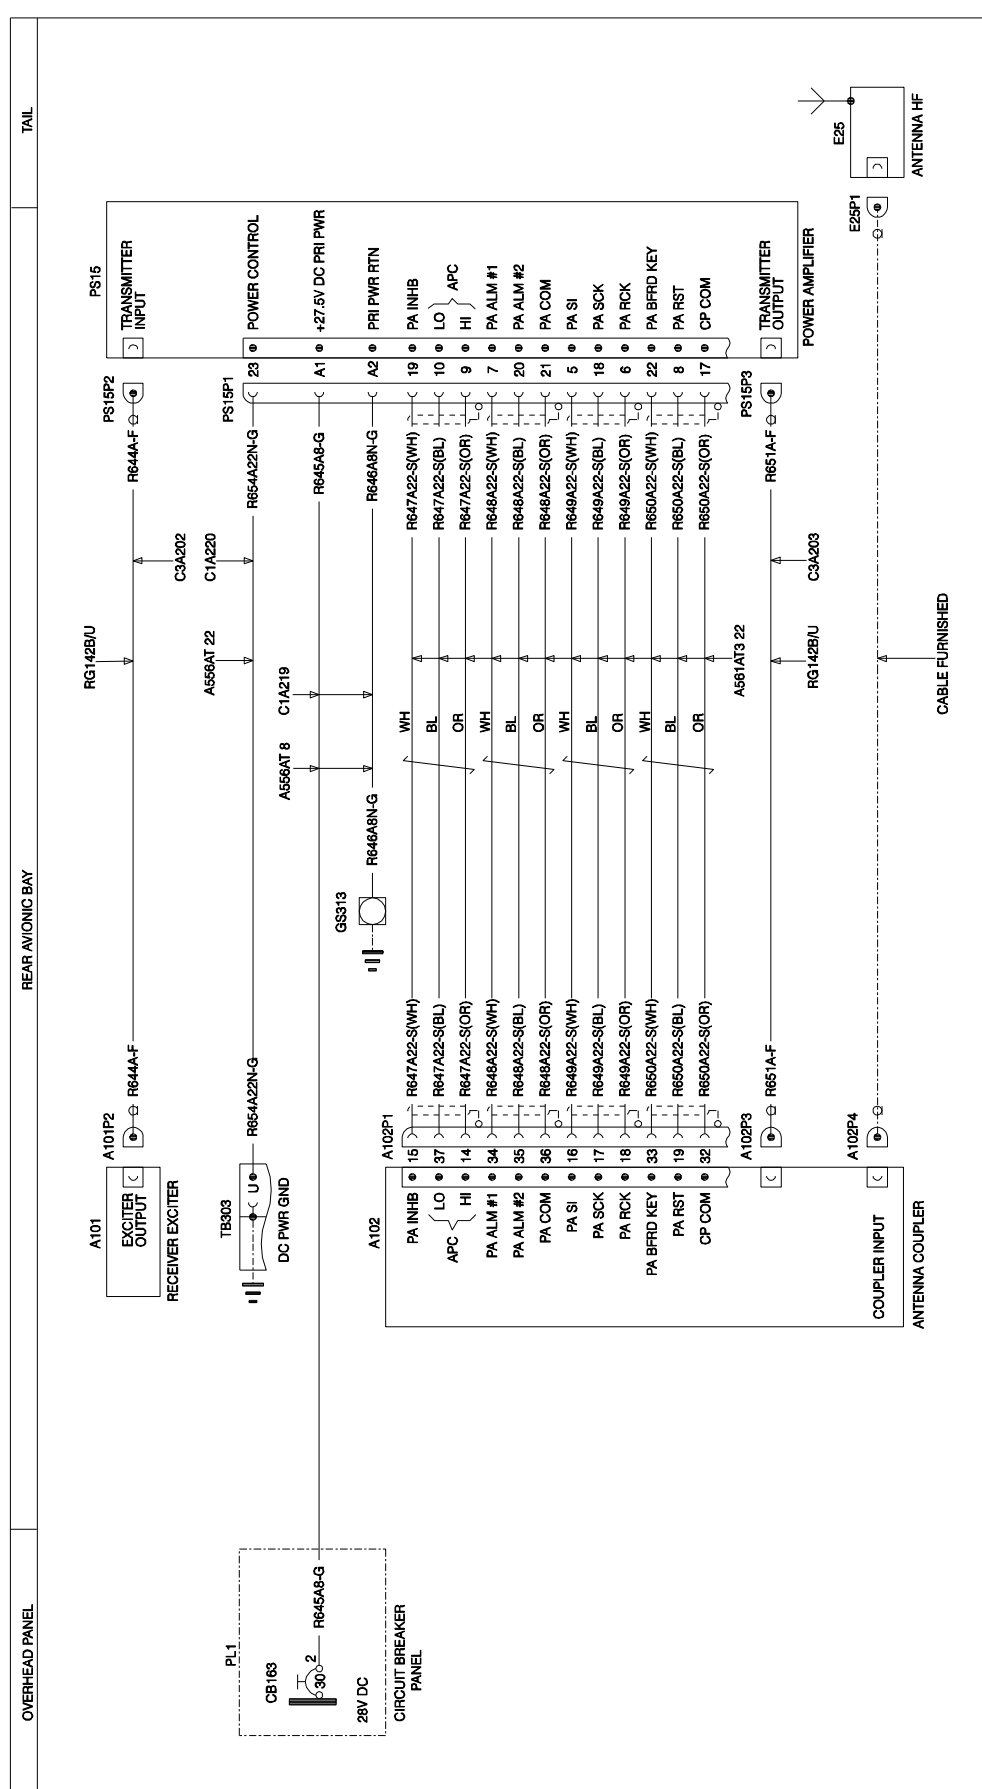 OVERHEAD PANEL
REAR AVIONIC BAY
TAIL
A101
EXCITER
OUTPUT
RECEIVER EXCITER
A101P2
R644A-F
RG142B/U
C3A202
R644A-F
PS15P2
PS15
TRANSMITTER
INPUT
TB303
U
DC PWR GND
R654A22N-G
A556AT 22
C1A220
R654A22N-G
PS15P1
23
POWER CONTROL
PL1
CB163
30
2
28V DC
CIRCUIT BREAKER
PANEL
R645A8-G
A556AT 8
C1A219
R645A8-G
A1
+27.5V DC PRI PWR
GS313
R646A8N-G
R646A8N-G
A2
PRI PWR RTN
A102
A102P1
PA INHB
15
R647A22-S(WH)
WH
R647A22-S(WH)
19
PA INHB
APC
LO
37
R647A22-S(BL)
BL
R647A22-S(BL)
10
LO
APC
HI
14
R647A22-S(OR)
OR
R647A22-S(OR)
9
HI
PA ALM #1
34
R648A22-S(WH)
WH
R648A22-S(WH)
7
PA ALM #1
PA ALM #2
35
R648A22-S(BL)
BL
R648A22-S(BL)
20
PA ALM #2
PA COM
36
R648A22-S(OR)
OR
R648A22-S(OR)
21
PA COM
PA SI
16
R649A22-S(WH)
WH
R649A22-S(WH)
5
PA SI
PA SCK
17
R649A22-S(BL)
BL
R649A22-S(BL)
18
PA SCK
PA RCK
18
R649A22-S(OR)
OR
R649A22-S(OR)
6
PA RCK
PA BFRD KEY
33
R650A22-S(WH)
WH
R650A22-S(WH)
22
PA BFRD KEY
PA RST
19
R650A22-S(BL)
BL
R650A22-S(BL)
8
PA RST
CP COM
32
R650A22-S(OR)
OR
R650A22-S(OR)
17
CP COM
A561AT3 22
A102P3
R651A-F
RG142B/U
C3A203
R651A-F
PS15P3
TRANSMITTER
OUTPUT
POWER AMPLIFIER
COUPLER INPUT
ANTENNA COUPLER
A102P4
CABLE FURNISHED
E25P1
E25
ANTENNA HF